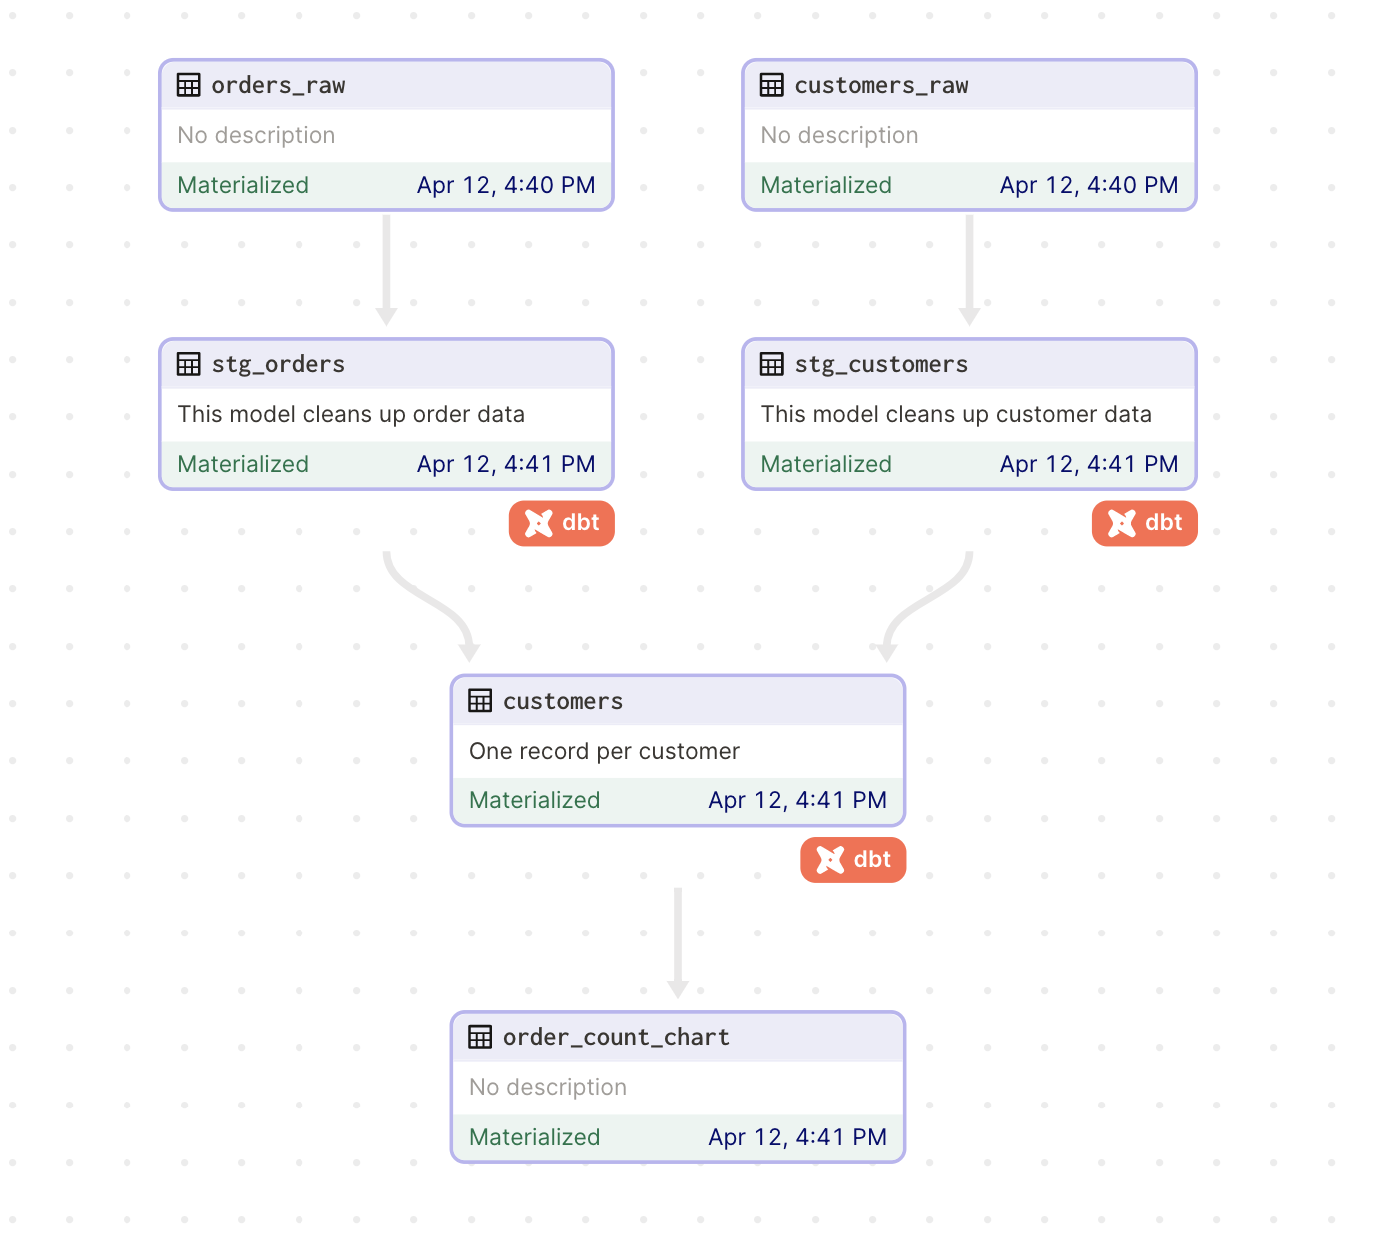 orders_raw
No description
Materialized Apr 12, 4:40 PM
customers_raw
No description
Materialized Apr 12, 4:40 PM
stg_orders
This model cleans up order data
Materialized Apr 12, 4:41 PM
dbt
stg_customers
This model cleans up customer data
Materialized Apr 12, 4:41 PM
dbt
customers
One record per customer
Materialized Apr 12, 4:41 PM
dbt
order_count_chart
No description
Materialized Apr 12, 4:41 PM